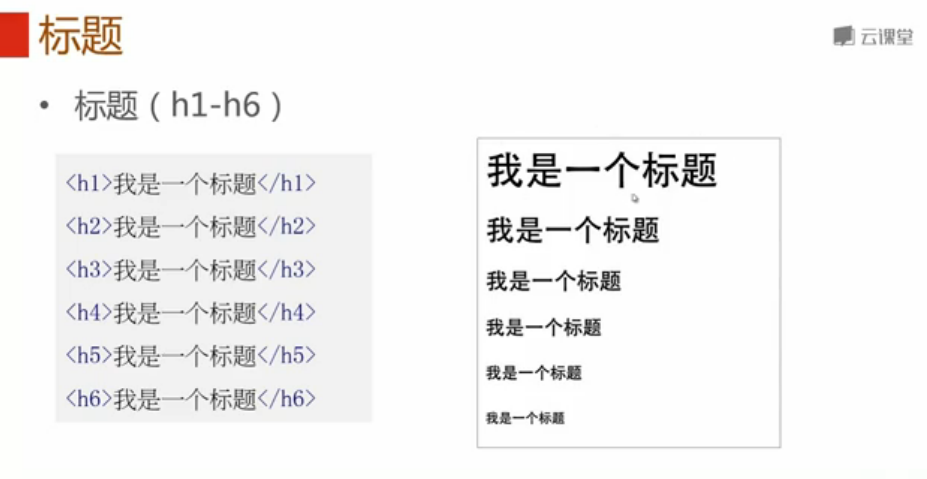 标题
云课堂
• 标题（h1-h6）
<h1>我是一个标题</h1>
<h2>我是一个标题</h2>
<h3>我是一个标题</h3>
<h4>我是一个标题</h4>
<h5>我是一个标题</h5>
<h6>我是一个标题</h6>
我是一个标题
我是一个标题
我是一个标题
我是一个标题
我是一个标题
我是一个标题